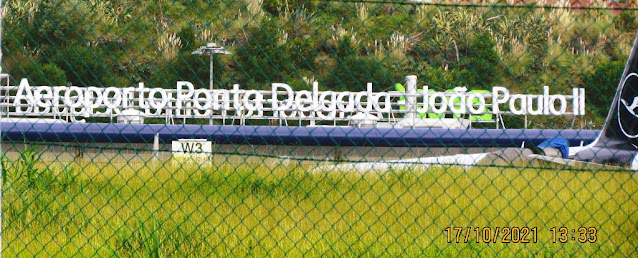 Aeroporto Ponta Delgada João Paulo II
W3
17/10/2021 13:33